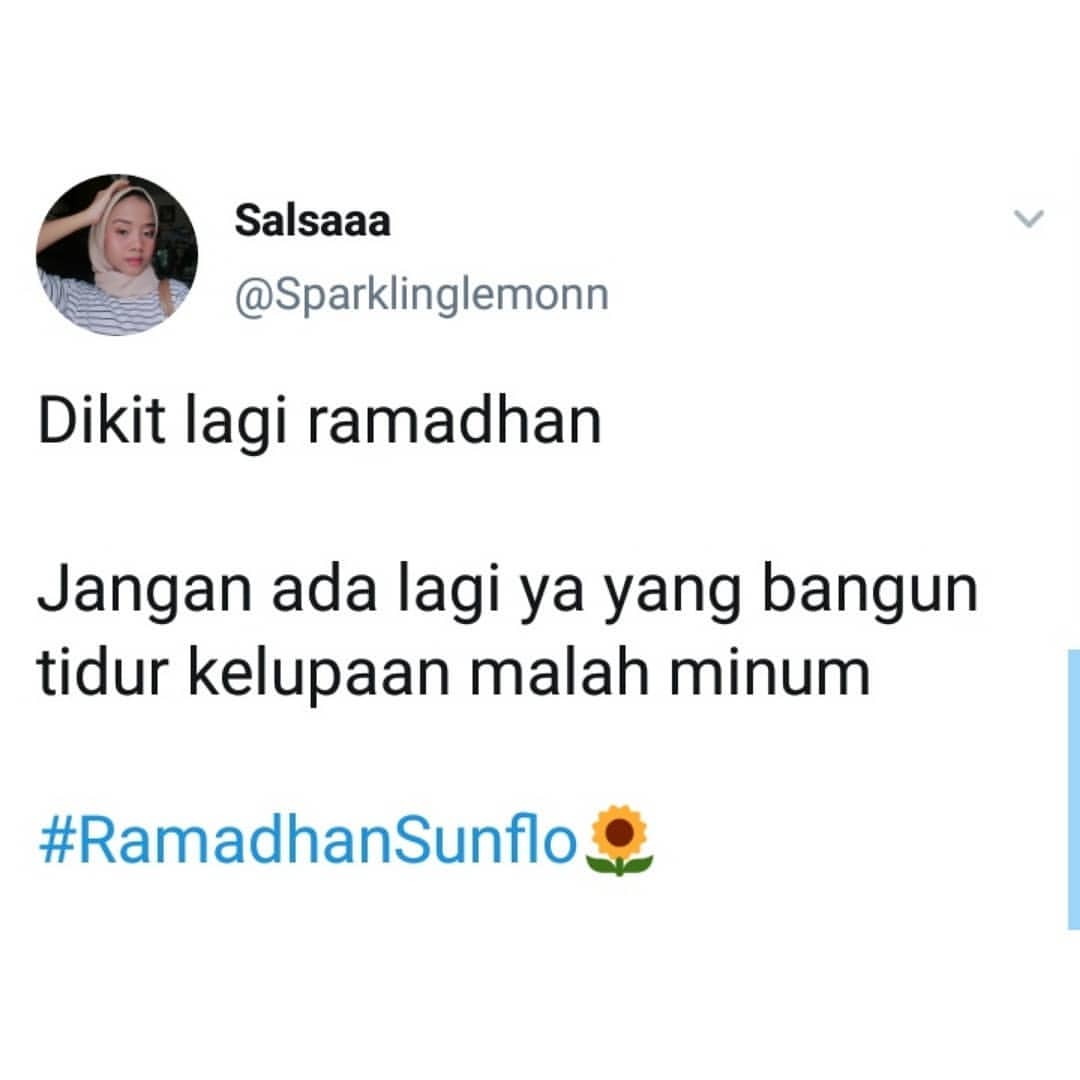 Salsaaa
@Sparklinglemonn
Dikit lagi ramadhan
Jangan ada lagi ya yang bangun
tidur kelupaan malah minum
#RamadhanSunflo🌻